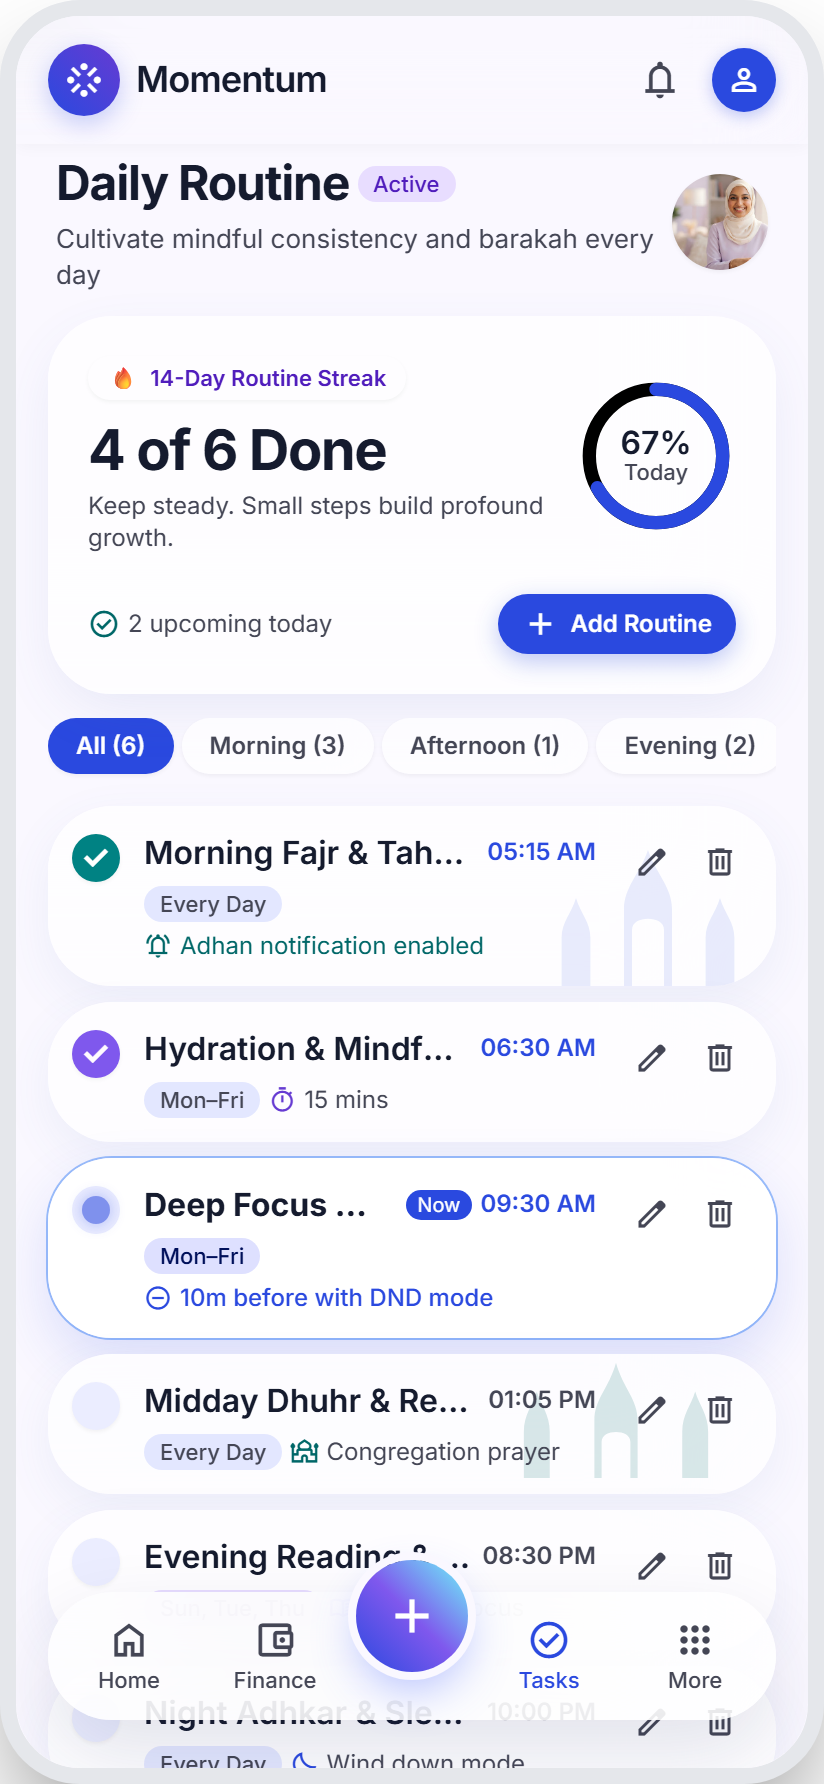 Momentum
Daily Routine Active
Cultivate mindful consistency and barakah every
day
14-Day Routine Streak
4 of 6 Done
Keep steady. Small steps build profound
growth.
67%
Today
2 upcoming today
Add Routine
All (6) Morning (3) Afternoon (1) Evening (2)
Morning Fajr & Tah... 05:15 AM
Every Day
Adhan notification enabled
Hydration & Mindf... 06:30 AM
Mon–Fri 15 mins
Deep Focus ... Now 09:30 AM
Mon–Fri
10m before with DND mode
Midday Dhuhr & Re... 01:05 PM
Every Day Congregation prayer
Evening Reading & ... 08:30 PM
Sun, Tue, Thu
Home Finance Tasks More
Night Adhkar & Sle... 10:00 PM
Every Day Wind down mode